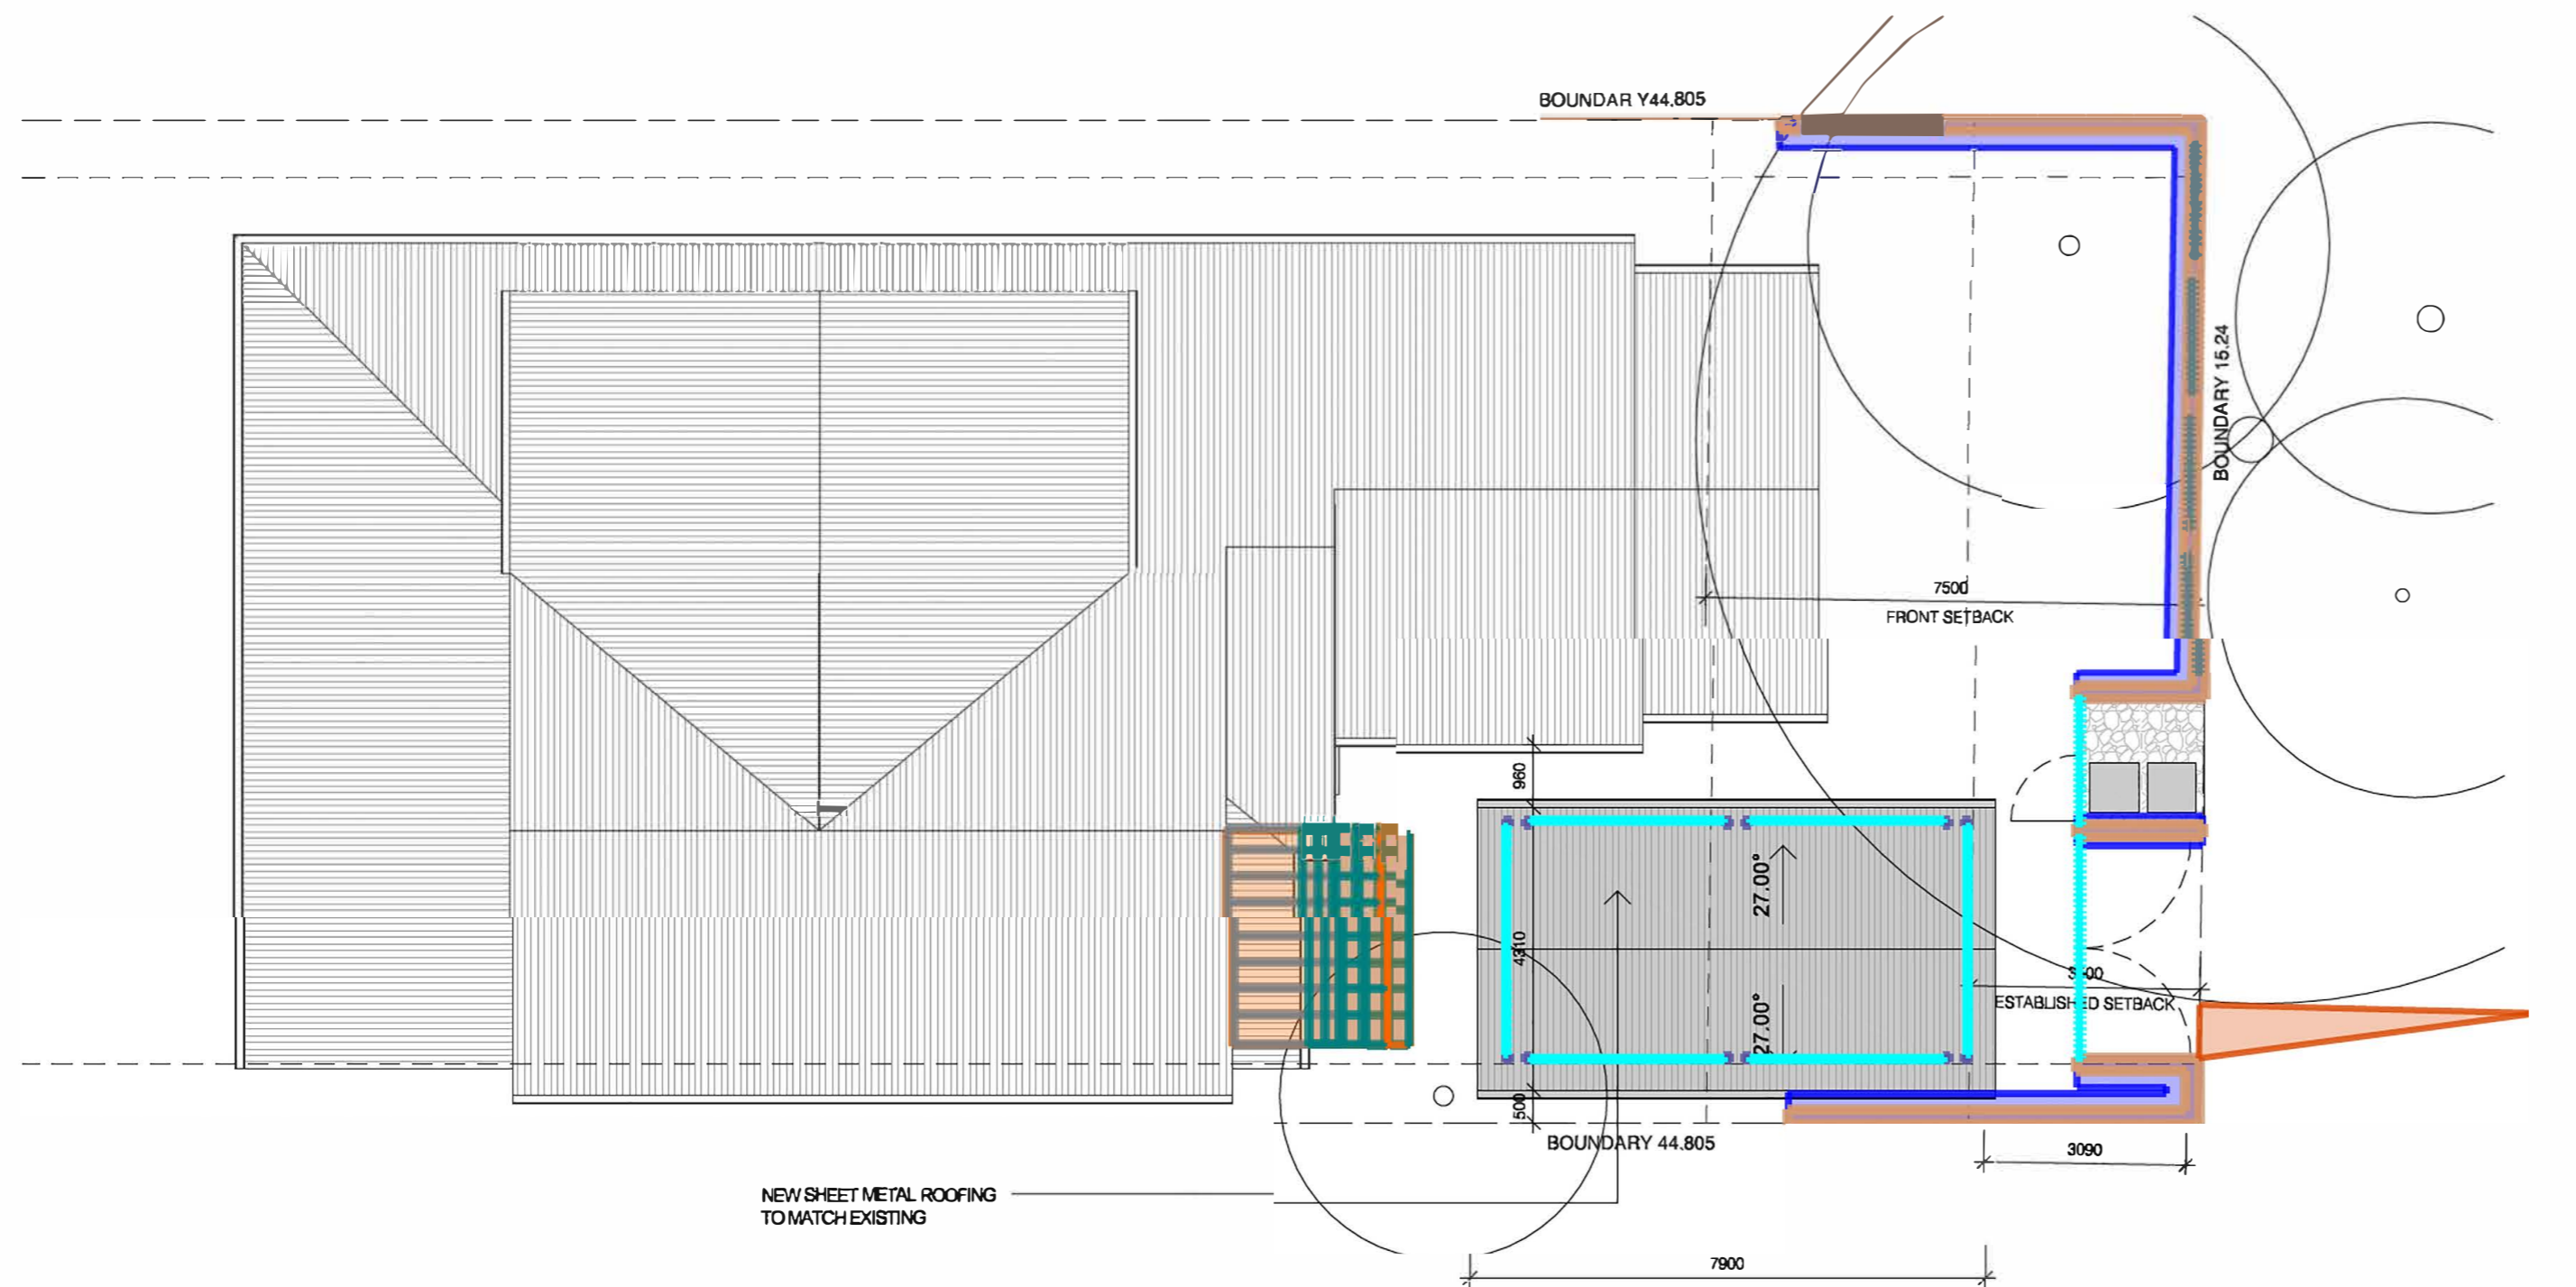 BOUNDAR Y44.805
BOUNDARY 15.24
7500
FRONT SETBACK
960
4310
27.00°
27.00°
ESTABLISHED SETBACK
500
BOUNDARY 44.805
3090
NEW SHEET METAL ROOFING
TO MATCH EXISTING
7900